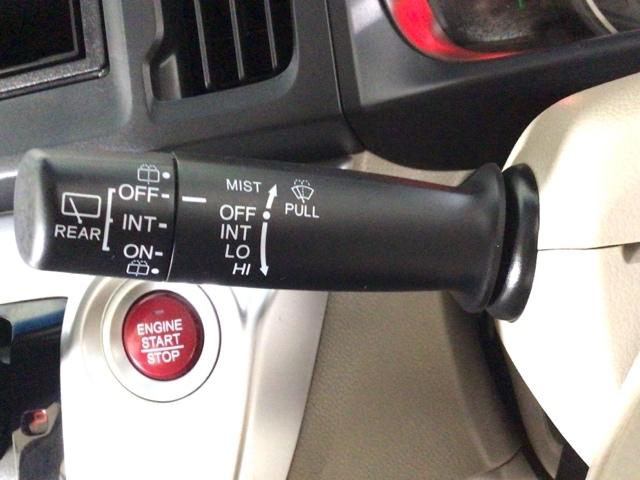 REAR
OFF
INT
ON
MIST
OFF
INT
LO
HI
PULL
ENGINE
START
STOP